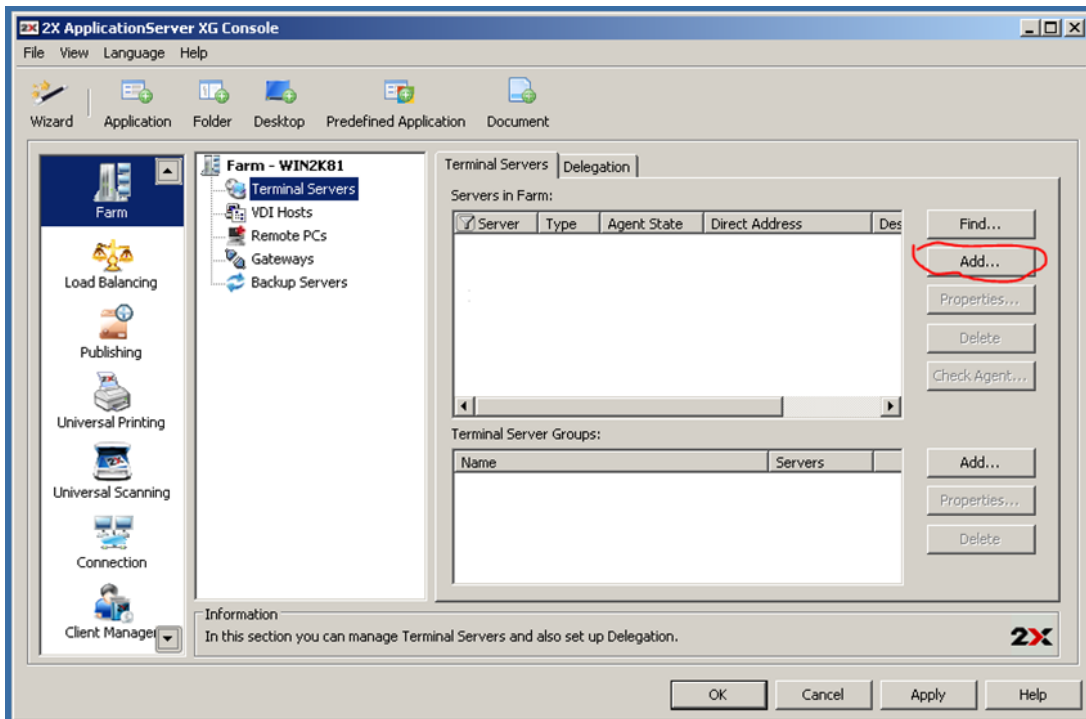 2X ApplicationServer XG Console
File View Language Help
Wizard Application Folder Desktop Predefined Application Document
Farm
Load Balancing
Publishing
Universal Printing
Universal Scanning
Connection
Client Manager
Farm - WIN2K81
Terminal Servers
VDI Hosts
Remote PCs
Gateways
Backup Servers
Terminal Servers Delegation
Servers in Farm:
Server Type Agent State Direct Address Des
Find...
Add...
Properties...
Delete
Check Agent...
Terminal Server Groups:
Name Servers
Add...
Properties...
Delete
Information
In this section you can manage Terminal Servers and also set up Delegation.
2X
OK Cancel Apply Help